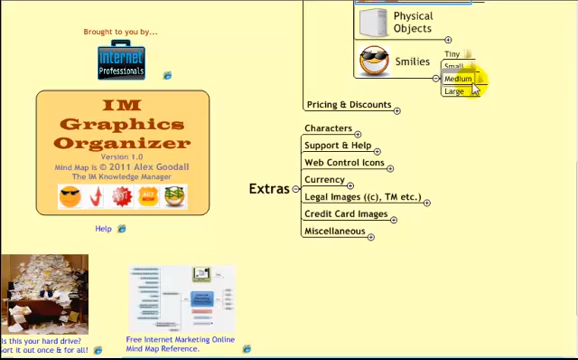 Brought to you by...
Internet
Professionals
IM
Graphics
Organizer
Version 1.0
Mind Map is © 2011 Alex Goodall
The IM Knowledge Manager
Help
Is this your hard drive?
Sort it out once & for all!
Free Internet Marketing Online
Mind Map Reference.
Physical
Objects
Smilies
Tiny
Small
Medium
Large
Pricing & Discounts
Extras
Characters
Support & Help
Web Control Icons
Currency
Legal Images ((c), TM etc.)
Credit Card Images
Miscellaneous